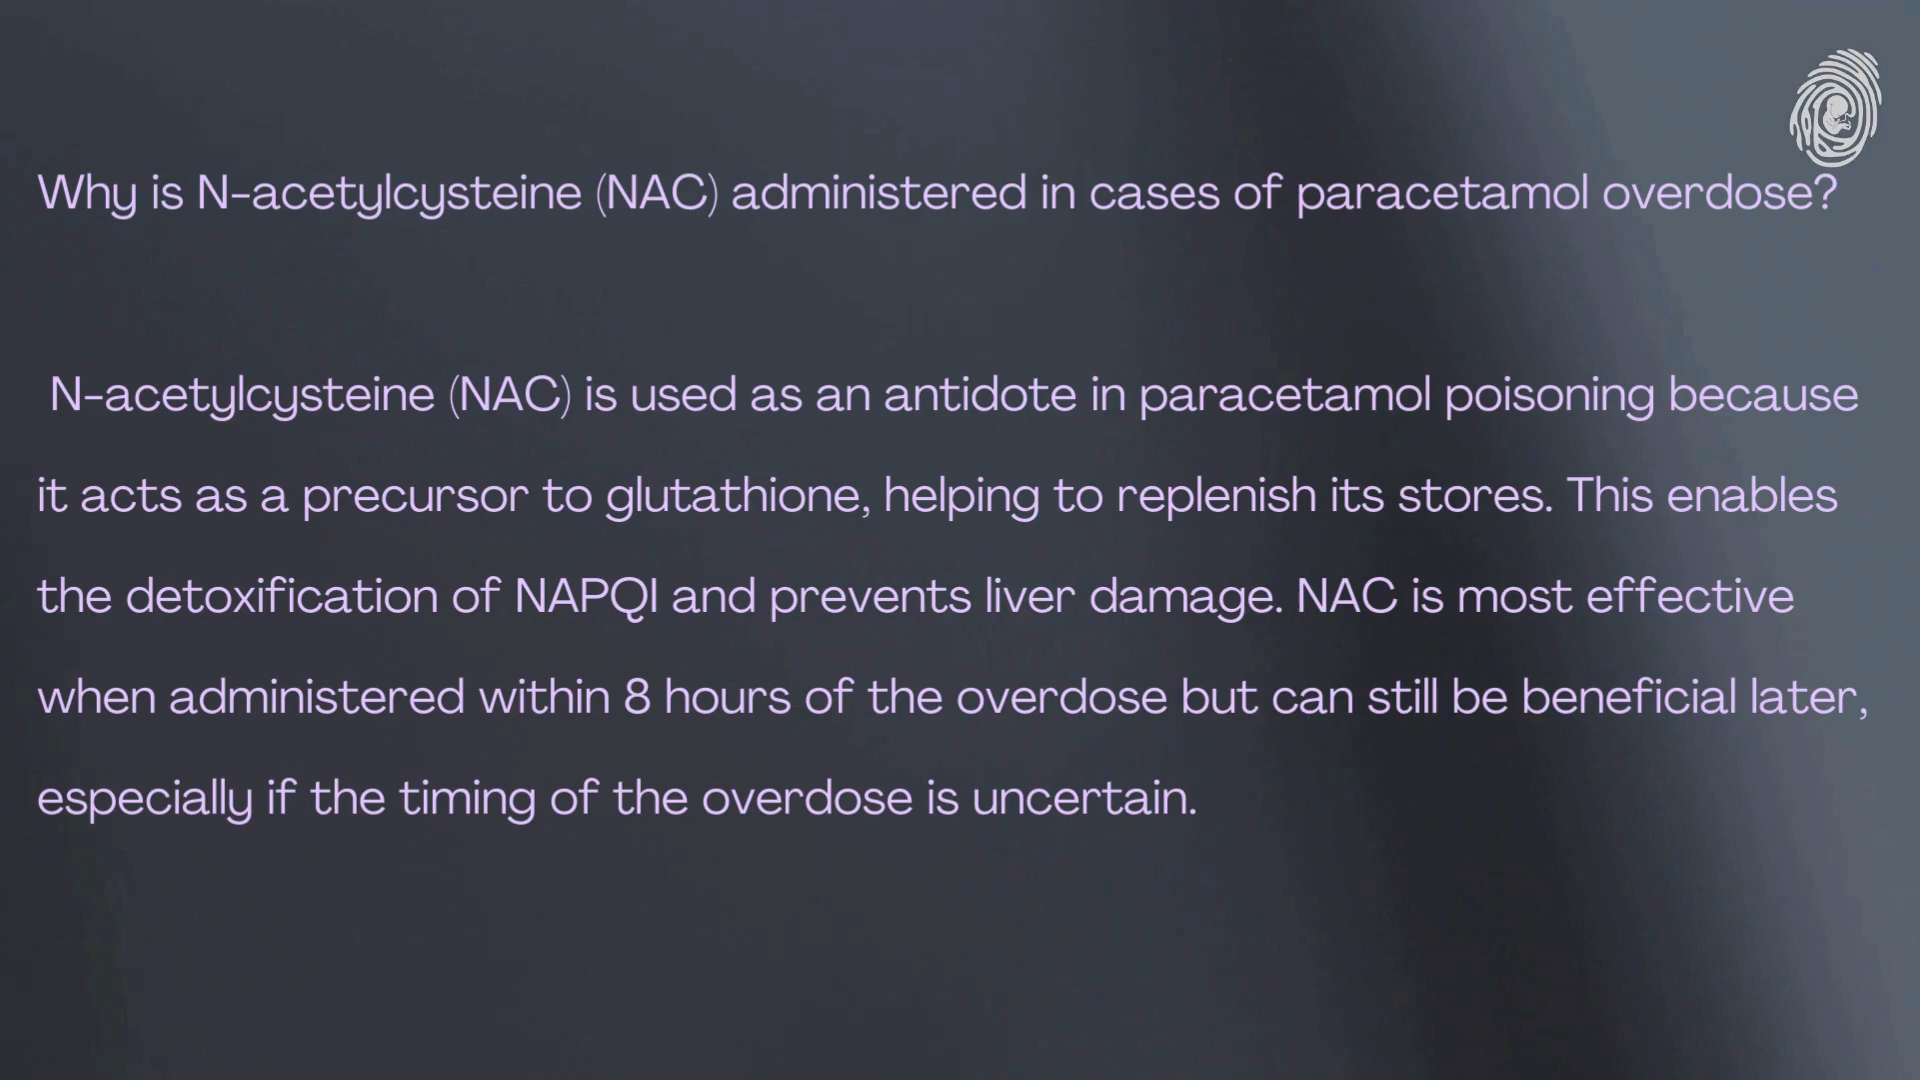 Why is N-acetylcysteine (NAC) administered in cases of paracetamol overdose?
N-acetylcysteine (NAC) is used as an antidote in paracetamol poisoning because
it acts as a precursor to glutathione, helping to replenish its stores. This enables
the detoxification of NAPQI and prevents liver damage. NAC is most effective
when administered within 8 hours of the overdose but can still be beneficial later,
especially if the timing of the overdose is uncertain.